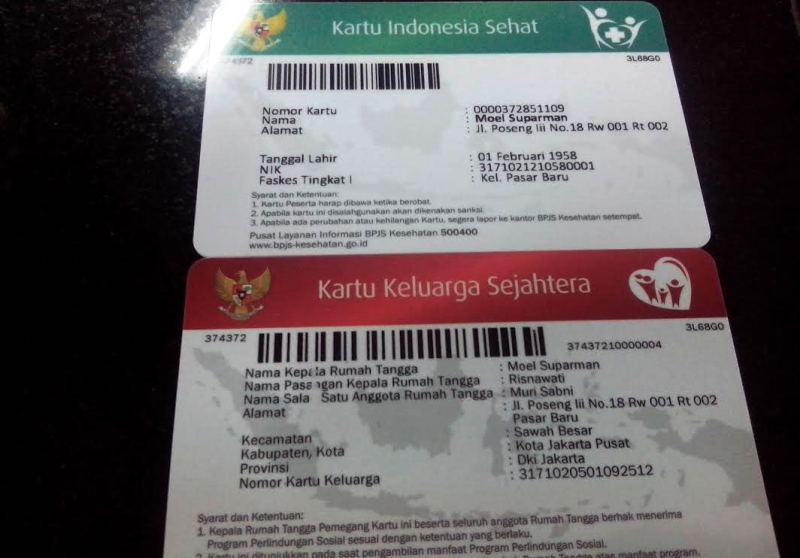 Kartu Indonesia Sehat
374372
3L68G0
Nomor Kartu : 0000372851109
Nama : Moel Suparman
Alamat : Jl. Poseng Iii No.18 Rw 001 Rt 002
Tanggal Lahir : 01 Februari 1958
NIK : 3171021210580001
Faskes Tingkat I : Kel. Pasar Baru
Syarat dan Ketentuan:
1. Kartu Peserta harap dibawa ketika berobat.
2. Apabila kartu ini disalahgunakan akan dikenakan sanksi.
3. Apabila ada perubahan atau kehilangan Kartu, segera lapor ke kantor BPJS Kesehatan setempat.
Pusat Layanan Informasi BPJS Kesehatan 500400
www.bpjs-kesehatan.go.id
Kartu Keluarga Sejahtera
3L68G0
374372
37437210000004
Nama Kepala Rumah Tangga : Moel Suparman
Nama Pasangan Kepala Rumah Tangga : Risnawati
Nama Sala Satu Anggota Rumah Tangga : Muri Sabni
Alamat : Jl. Poseng Iii No.18 Rw 001 Rt 002
Pasar Baru
Kecamatan : Sawah Besar
Kabupaten, Kota : Kota Jakarta Pusat
Provinsi : Dki Jakarta
Nomor Kartu Keluarga : 3171020501092512
Syarat dan Ketentuan:
1. Kepala Rumah Tangga Pemegang Kartu ini beserta seluruh anggota Rumah Tangga berhak menerima
Program Perlindungan Sosial sesuai dengan ketentuan yang berlaku.
2. Kartu ini ditunjukkan pada saat pengambilan manfaat Program Perlindungan Sosial.
Rumah Tangga atas manfaat program.